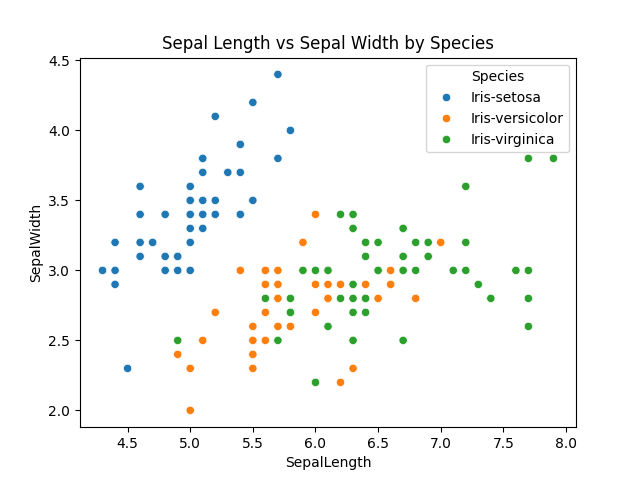 Sepal Length vs Sepal Width by Species
Species
Iris-setosa
Iris-versicolor
Iris-virginica
SepalWidth
4.5
4.0
3.5
3.0
2.5
2.0
4.5 5.0 5.5 6.0 6.5 7.0 7.5 8.0
SepalLength